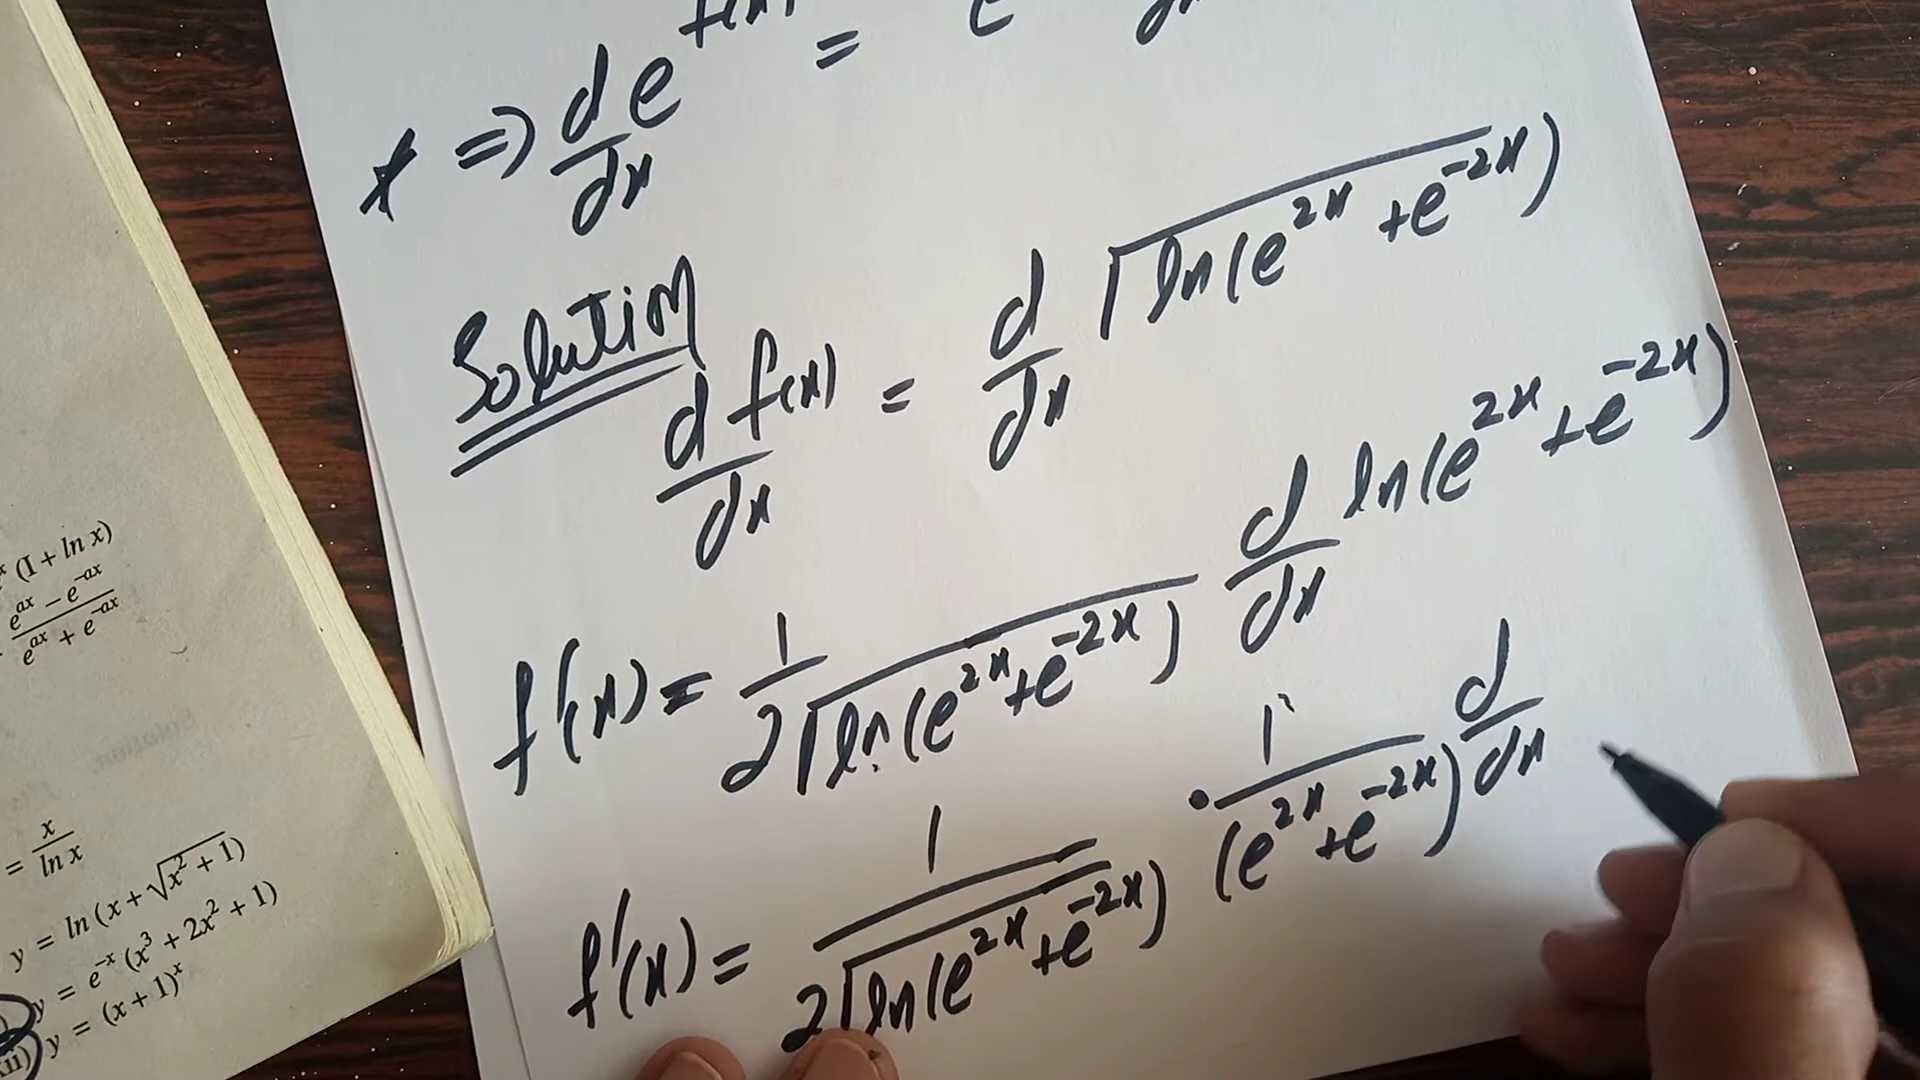 * => d/dx e^f(x) =
Solution
d/dx f(x) = d/dx √ln(e^2x + e^-2x)
f'(x) = 1/2√ln(e^2x + e^-2x) d/dx ln(e^2x + e^-2x)
f'(x) = 1/2√ln(e^2x + e^-2x) · 1/(e^2x + e^-2x) d/dx
(1 + ln x)
e^ax − e^-ax / e^ax + e^-ax
= x/ln x
y = ln (x + √x^2 + 1)
y = e^-x (x^3 + 2x^2 + 1)
xii) y = (x + 1)^x